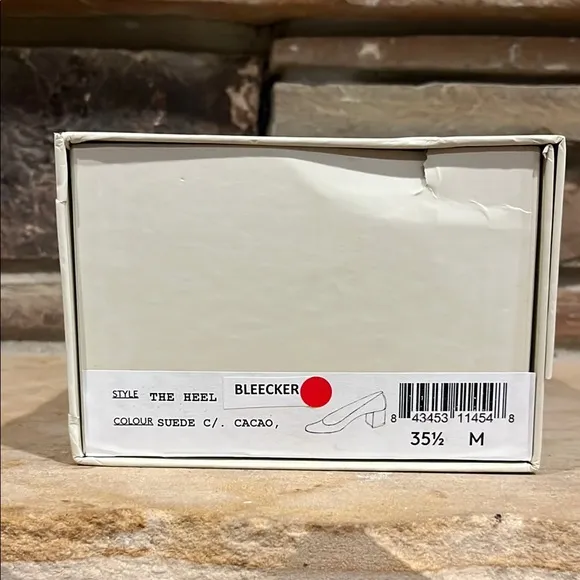 STYLE THE HEEL BLEECKER
COLOUR SUEDE C/. CACAO,
8 43453 11454 8
35½ M